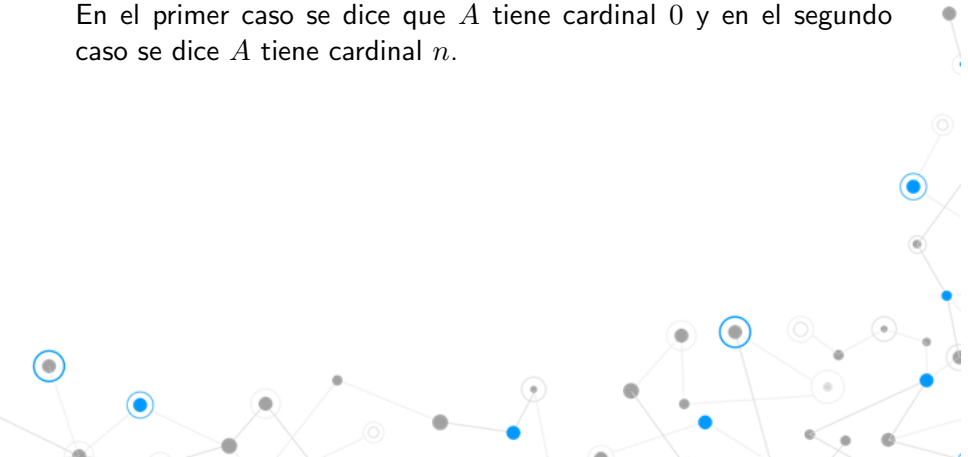 En el primer caso se dice que A tiene cardinal 0 y en el segundo
caso se dice A tiene cardinal n.